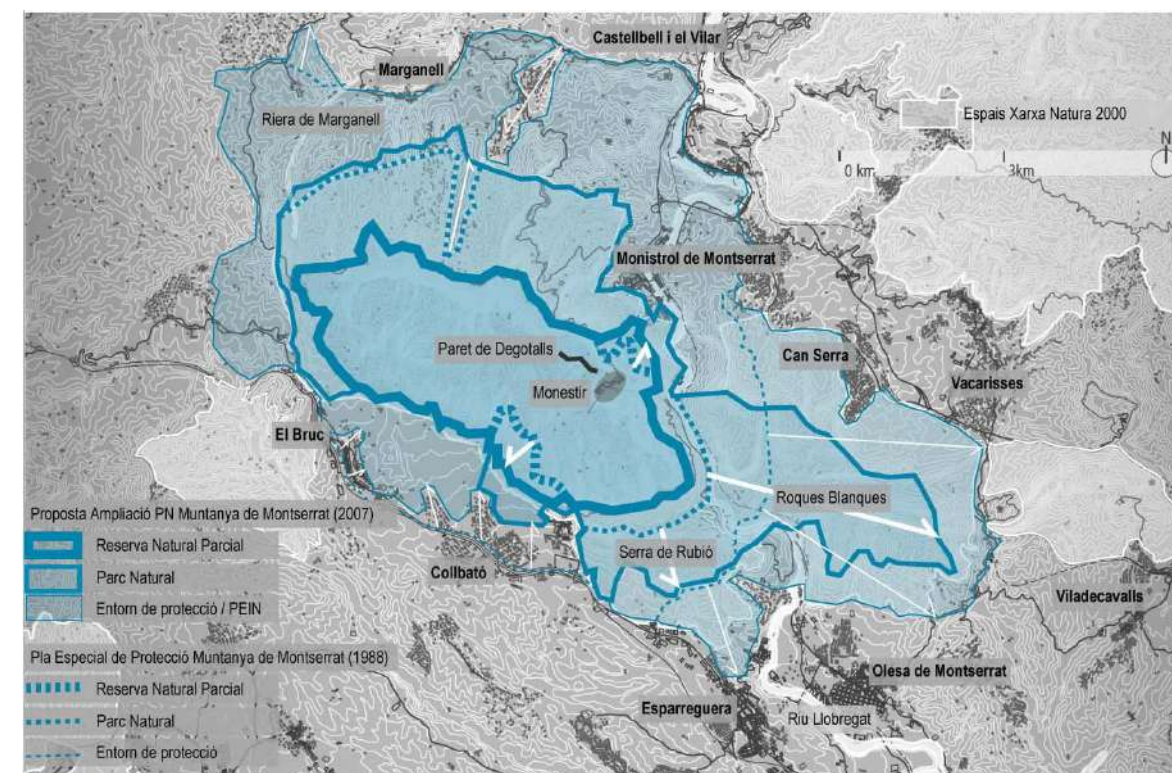 Castellbell i el Vilar
Marganell
Riera de Marganell
Espais Xarxa Natura 2000
N
0 km
3km
Monistrol de Montserrat
Paret de Degotalls
Can Serra
Monestir
Vacarisses
El Bruc
Roques Blanques
Proposta Ampliació PN Muntanya de Montserrat (2007)
Reserva Natural Parcial
Serra de Rubió
Parc Natural
Collbató
Entorn de protecció / PEIN
Viladecavalls
Pla Especial de Protecció Muntanya de Montserrat (1988)
Olesa de Montserrat
Reserva Natural Parcial
Esparreguera
Riu Llobregat
Parc Natural
Entorn de protecció